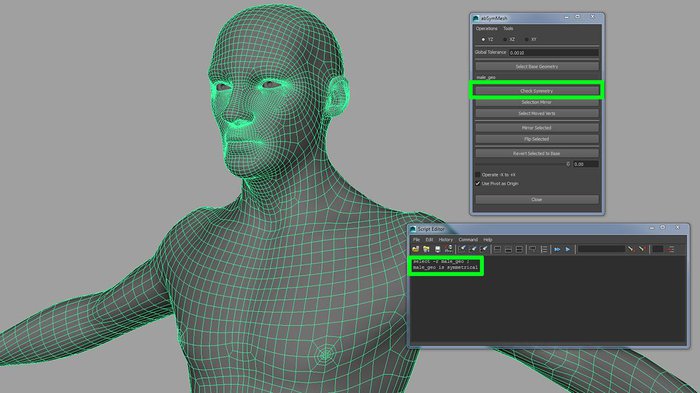 abSymMesh
Operations Tools
YZ XZ XY
Global Tolerance 0.0010
Select Base Geometry
male_geo
Check Symmetry
Selection Mirror
Select Moved Verts
Mirror Selected
Flip Selected
Revert Selected to Base
0.00
Operate -X to +X
Use Pivot as Origin
Close
Script Editor
File Edit History Command Help
select -r male_geo ;
male_geo is symmetrical